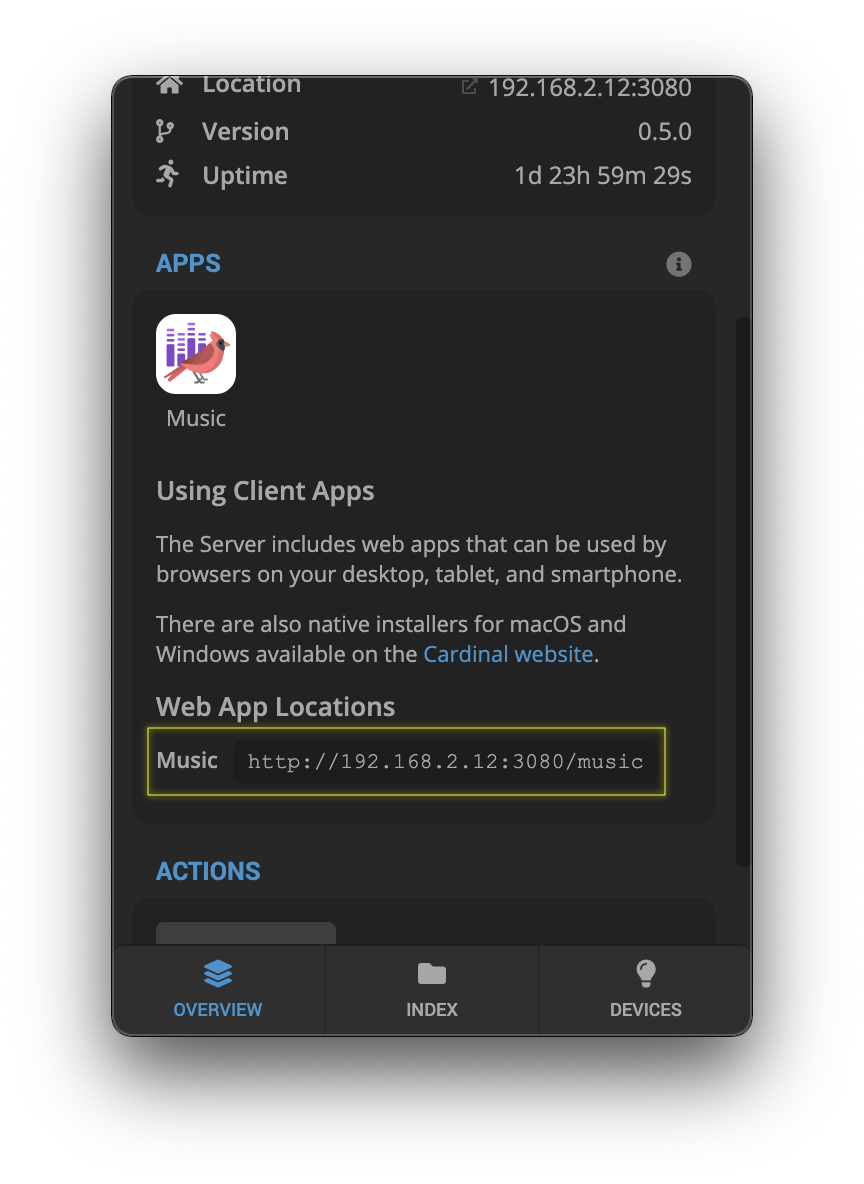 Location 192.168.2.12:3080
Version 0.5.0
Uptime 1d 23h 59m 29s
APPS
Music
Using Client Apps
The Server includes web apps that can be used by
browsers on your desktop, tablet, and smartphone.
There are also native installers for macOS and
Windows available on the Cardinal website.
Web App Locations
Music http://192.168.2.12:3080/music
ACTIONS
OVERVIEW INDEX DEVICES